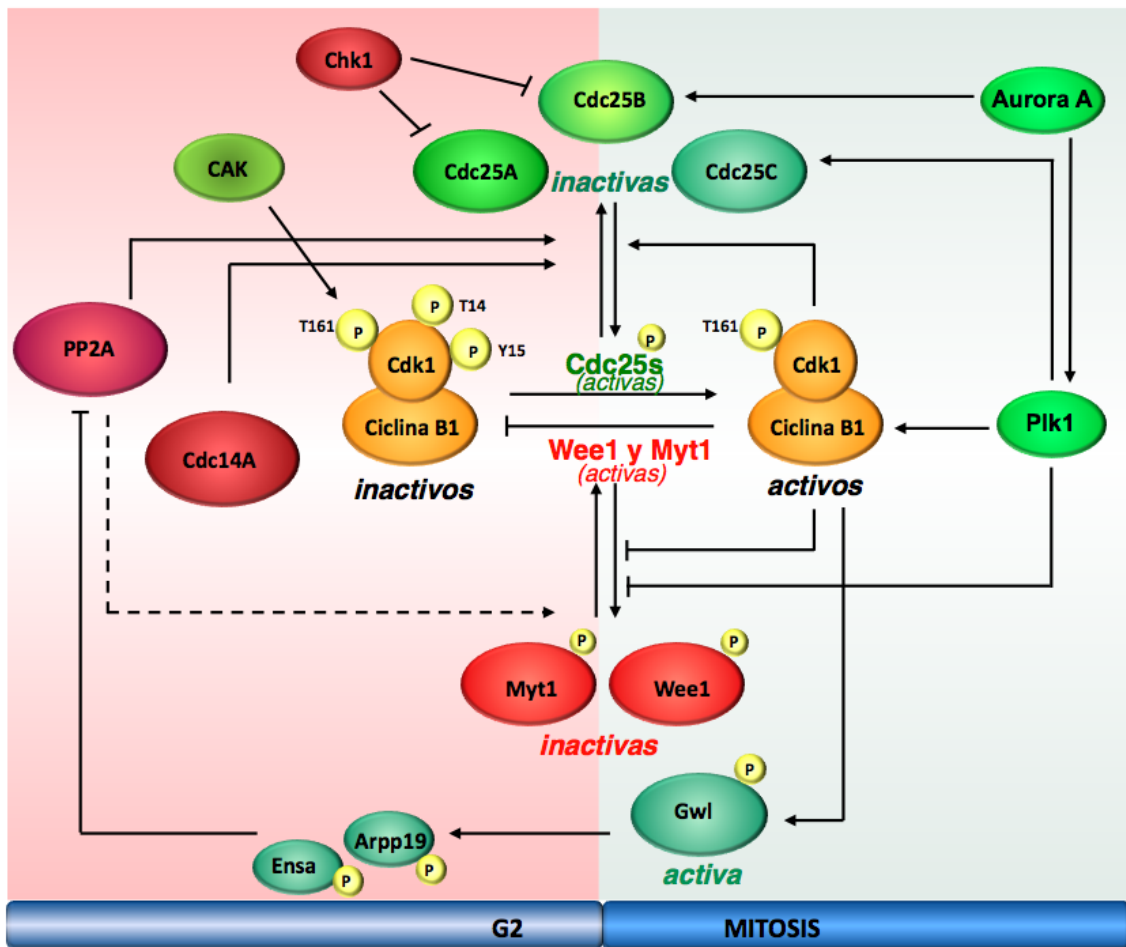 Chk1
Cdc25B
Aurora A
CAK
Cdc25A
inactivas
Cdc25C
PP2A
T161
P
P
T14
P
Y15
Cdk1
Ciclina B1
inactivos
Cdc14A
P
Cdc25s
(activas)
Wee1 y Myt1
(activas)
T161
P
Cdk1
Ciclina B1
activos
Plk1
P
Myt1
P
Wee1
inactivas
P
Gwl
activa
Arpp19
P
Ensa
P
G2
MITOSIS